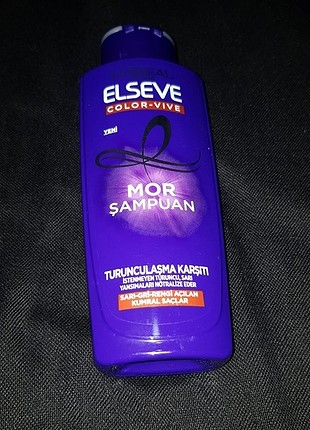 ELSEVE
COLOR-VIVE
YENİ
MOR
ŞAMPUAN
TURUNCULAŞMA KARŞITI
İSTENMEYEN TURUNCU, SARI
YANSIMALARI NÖTRALİZE EDER
SARI-GRİ-RENGİ AÇILAN
KUMRAL SAÇLAR